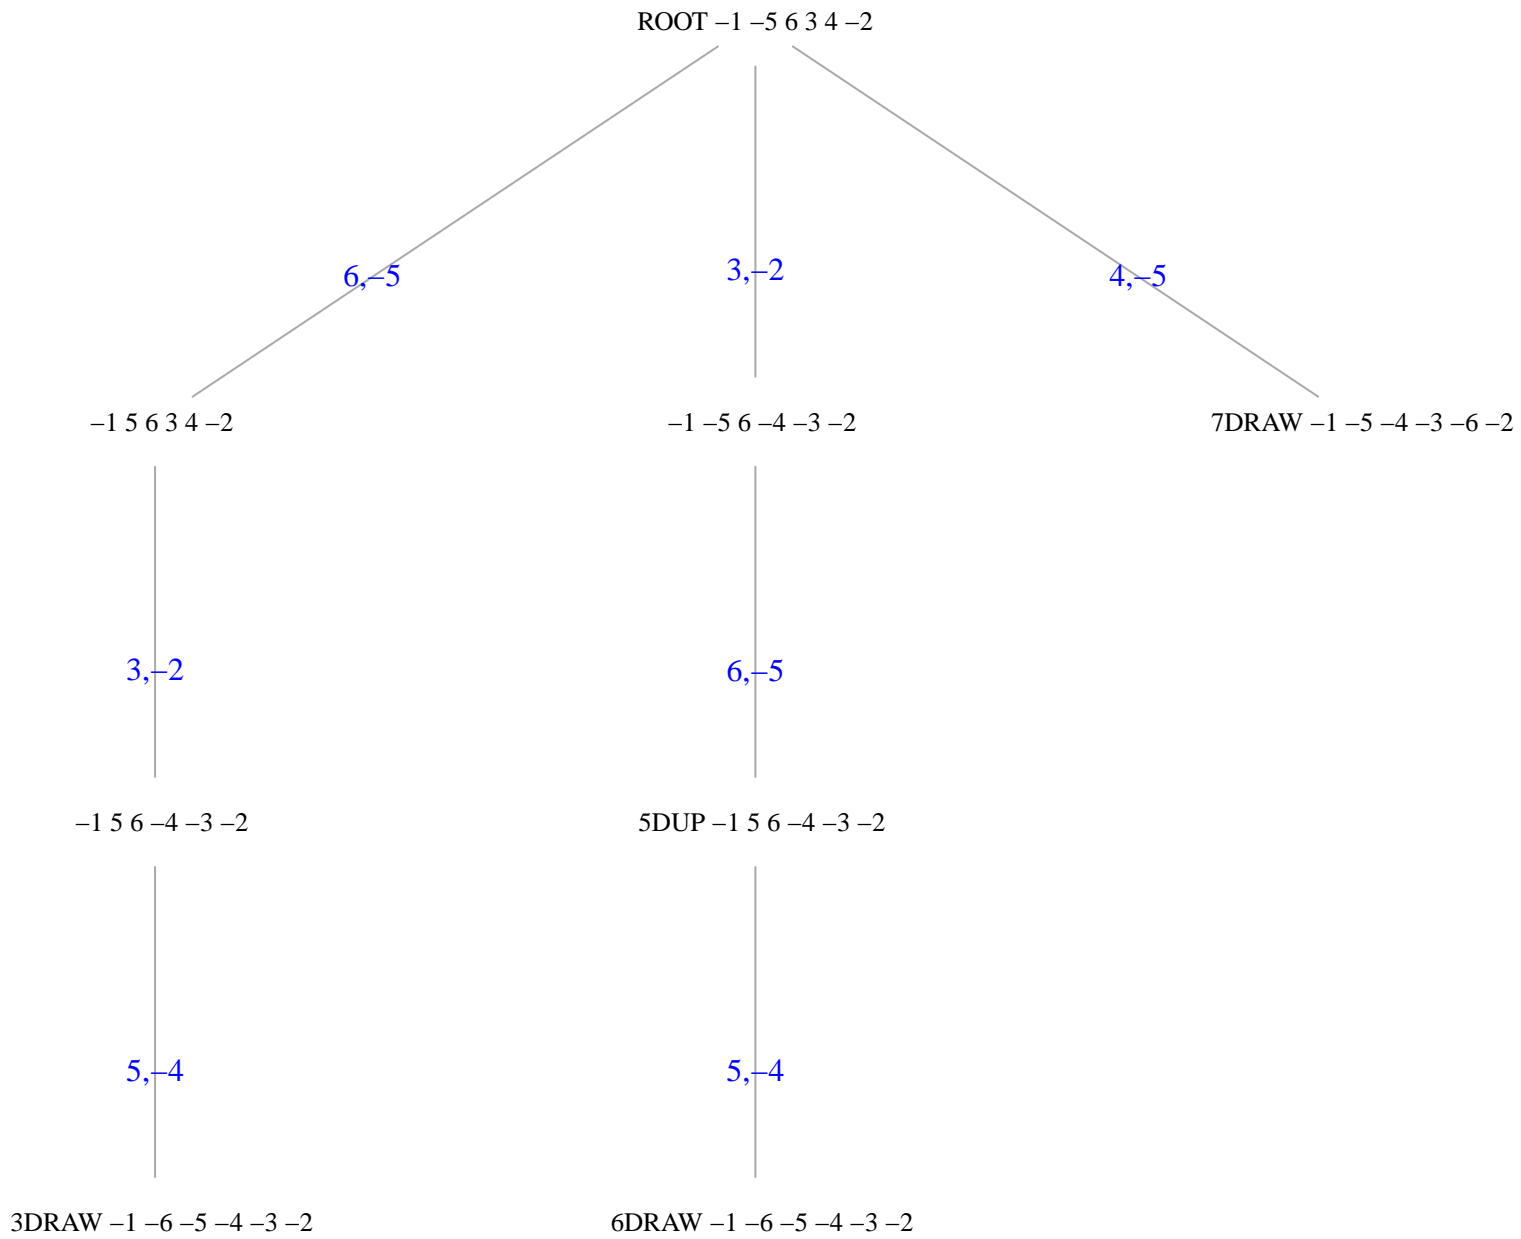 ROOT –1 –5 6 3 4 –2
6,–5
3,–2
4,–5
–1 5 6 3 4 –2
–1 –5 6 –4 –3 –2
7DRAW –1 –5 –4 –3 –6 –2
3,–2
6,–5
–1 5 6 –4 –3 –2
5DUP –1 5 6 –4 –3 –2
5,–4
5,–4
3DRAW –1 –6 –5 –4 –3 –2
6DRAW –1 –6 –5 –4 –3 –2